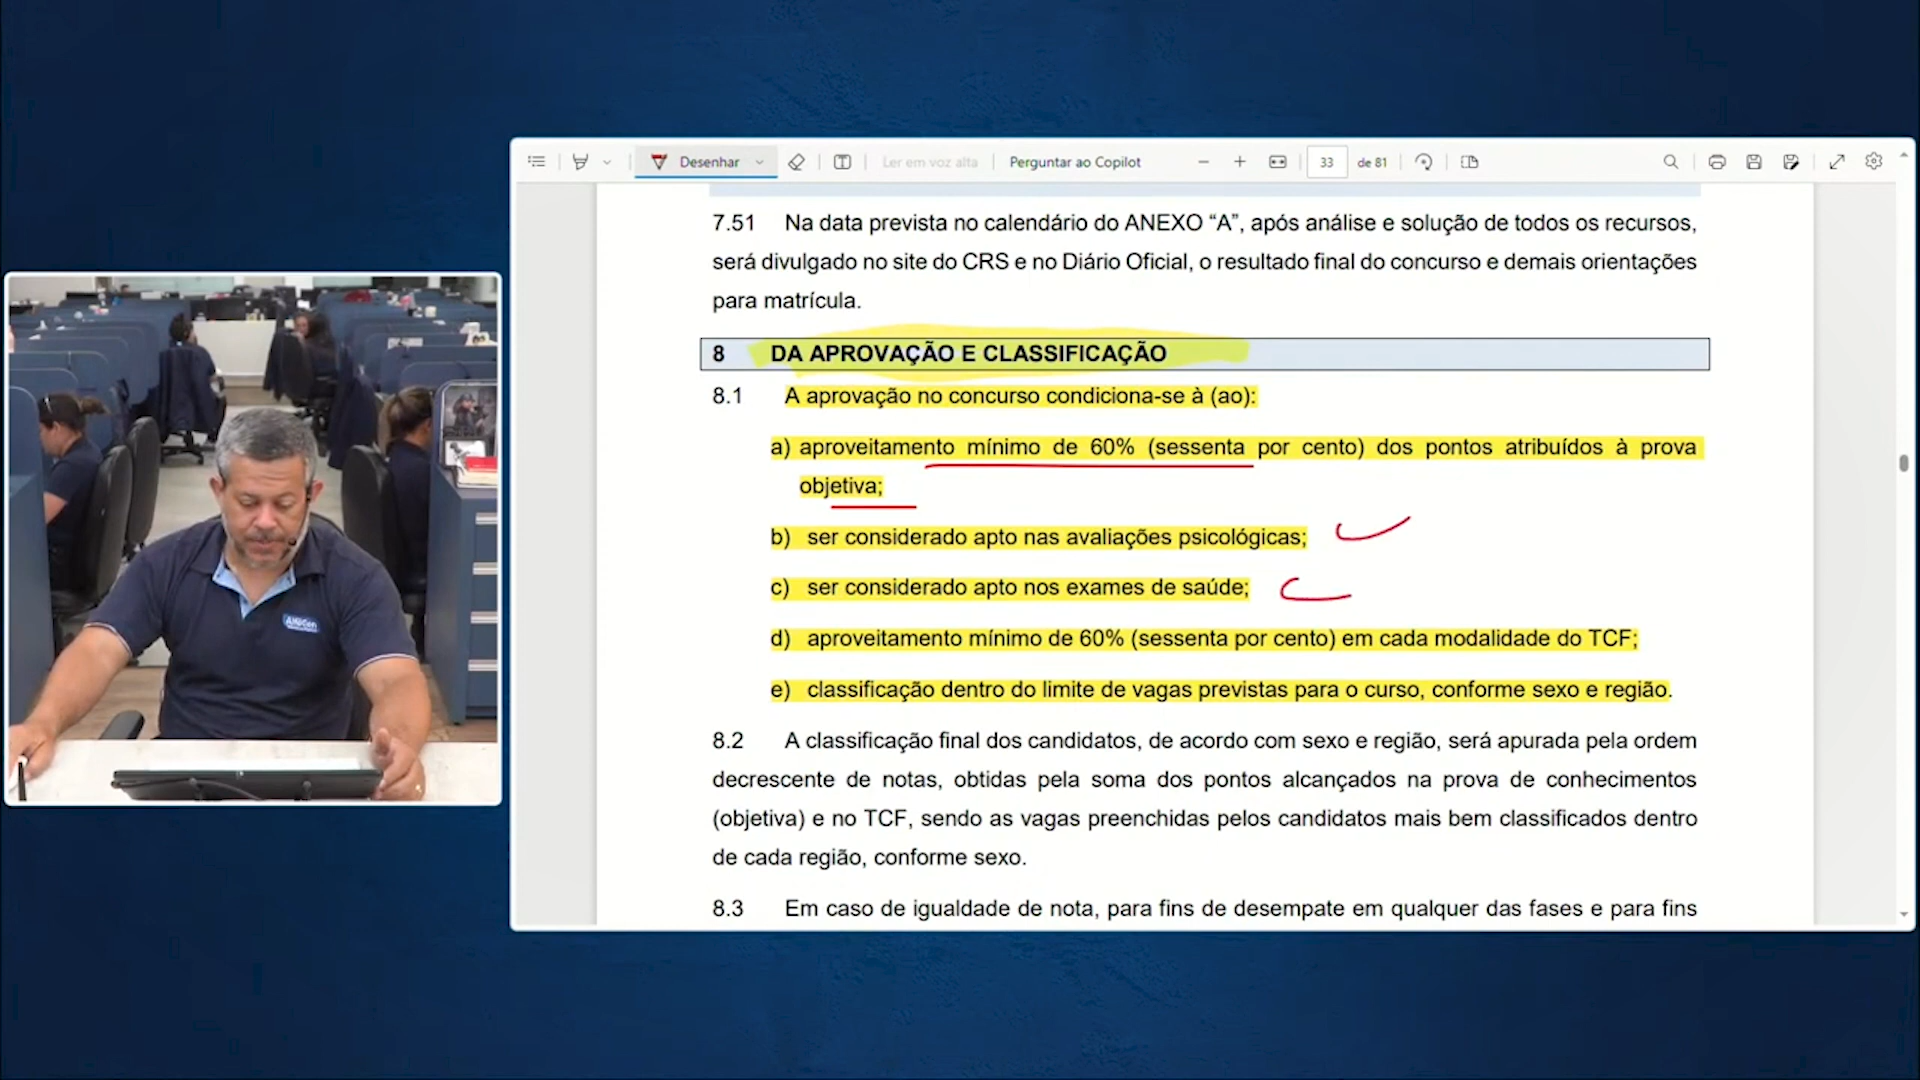 Desenhar
Ler em voz alta
Perguntar ao Copilot
33
de 81
7.51 Na data prevista no calendário do ANEXO “A”, após análise e solução de todos os recursos,
será divulgado no site do CRS e no Diário Oficial, o resultado final do concurso e demais orientações
para matrícula.
8 DA APROVAÇÃO E CLASSIFICAÇÃO
8.1 A aprovação no concurso condiciona-se à (ao):
a) aproveitamento mínimo de 60% (sessenta por cento) dos pontos atribuídos à prova
objetiva;
b) ser considerado apto nas avaliações psicológicas;
c) ser considerado apto nos exames de saúde;
d) aproveitamento mínimo de 60% (sessenta por cento) em cada modalidade do TCF;
e) classificação dentro do limite de vagas previstas para o curso, conforme sexo e região.
8.2 A classificação final dos candidatos, de acordo com sexo e região, será apurada pela ordem
decrescente de notas, obtidas pela soma dos pontos alcançados na prova de conhecimentos
(objetiva) e no TCF, sendo as vagas preenchidas pelos candidatos mais bem classificados dentro
de cada região, conforme sexo.
8.3 Em caso de igualdade de nota, para fins de desempate em qualquer das fases e para fins
AlfaCon